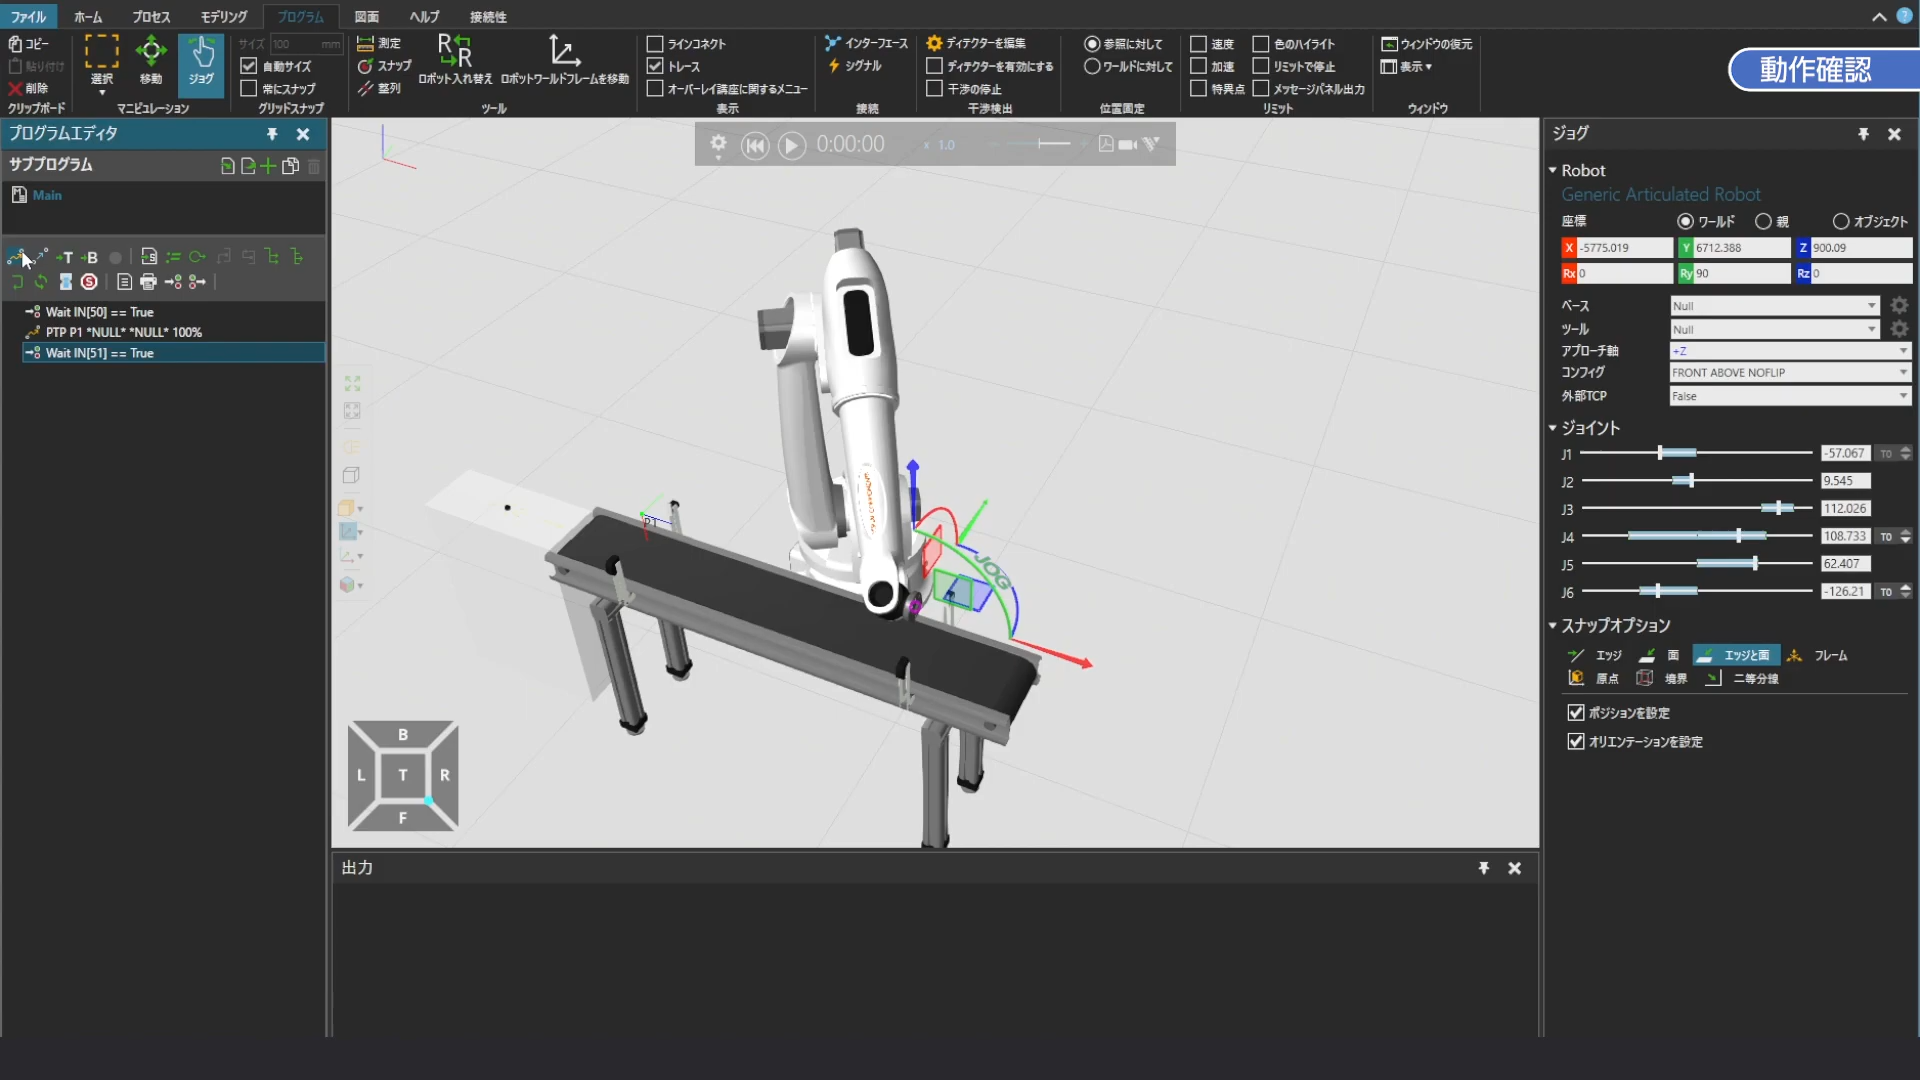 ファイル ホーム プロセス モデリング プログラム 図面 ヘルプ 接続性
コピー
貼り付け
削除
クリップボード
選択
移動
ジョグ
マニピュレーション
サイズ 100 mm
自動サイズ
常にスナップ
グリッドスナップ
測定
スナップ
整列
ロボット入れ替え
ロボットワールドフレームを移動
ツール
ラインコネクト
トレース
オーバーレイ講座に関するメニュー
表示
インターフェース
シグナル
接続
ディテクターを編集
ディテクターを有効にする
干渉の停止
干渉検出
参照に対して
ワールドに対して
位置固定
速度
加速
特異点
色のハイライト
リミットで停止
メッセージパネル出力
リミット
ウィンドウの復元
表示
ウィンドウ
動作確認
プログラムエディタ
サブプログラム
Main
Wait IN[50] == True
PTP P1 *NULL* *NULL* 100%
Wait IN[51] == True
0:00:00
x 1.0
P1
JOG
B
L T R
F
出力
ジョグ
Robot
Generic Articulated Robot
座標 ワールド 親 オブジェクト
X -5775.019 Y 6712.388 Z 900.09
Rx 0 Ry 90 Rz 0
ベース Null
ツール Null
アプローチ軸 +Z
コンフィグ FRONT ABOVE NOFLIP
外部TCP False
ジョイント
J1 -57.067 T0
J2 9.545
J3 112.026
J4 108.733 T0
J5 62.407
J6 -126.21 T0
スナップオプション
エッジ 面 エッジと面 フレーム
原点 境界 二等分線
ポジションを設定
オリエンテーションを設定